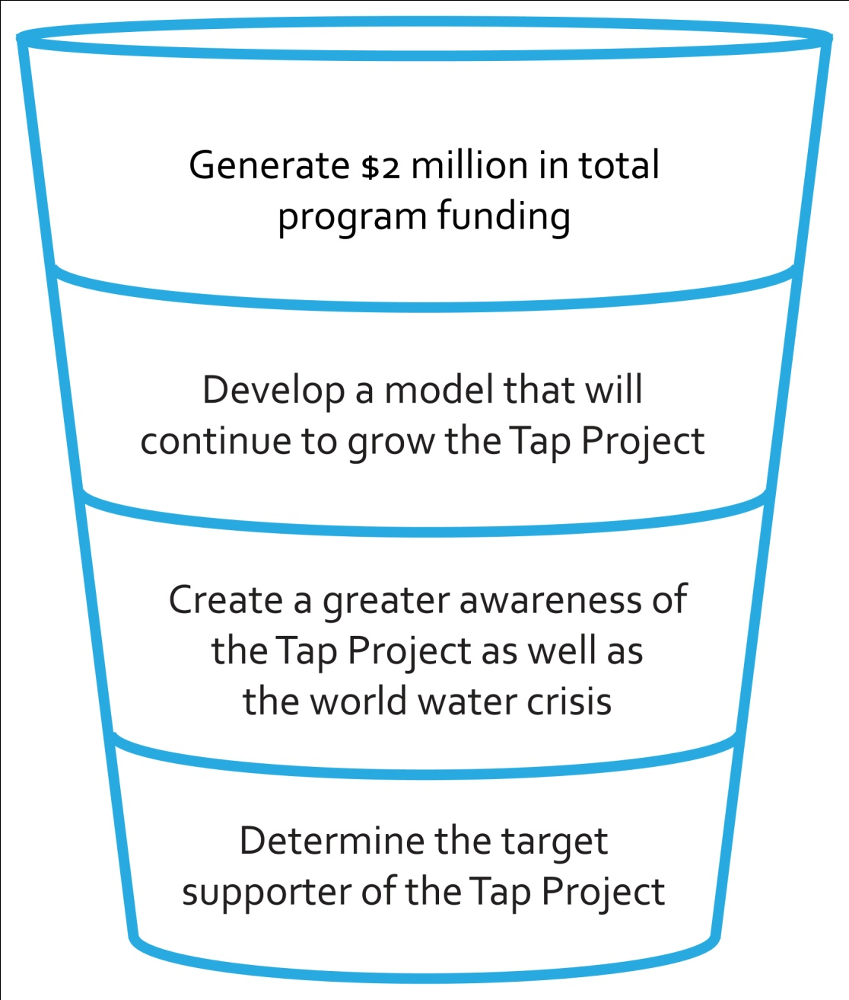 Generate $2 million in total
program funding
Develop a model that will
continue to grow the Tap Project
Create a greater awareness of
the Tap Project as well as
the world water crisis
Determine the target
supporter of the Tap Project